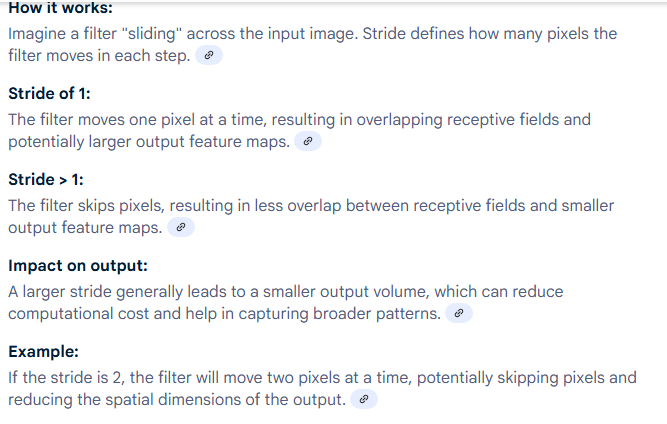 How it works:
Imagine a filter "sliding" across the input image. Stride defines how many pixels the
filter moves in each step.
Stride of 1:
The filter moves one pixel at a time, resulting in overlapping receptive fields and
potentially larger output feature maps.
Stride > 1:
The filter skips pixels, resulting in less overlap between receptive fields and smaller
output feature maps.
Impact on output:
A larger stride generally leads to a smaller output volume, which can reduce
computational cost and help in capturing broader patterns.
Example:
If the stride is 2, the filter will move two pixels at a time, potentially skipping pixels and
reducing the spatial dimensions of the output.